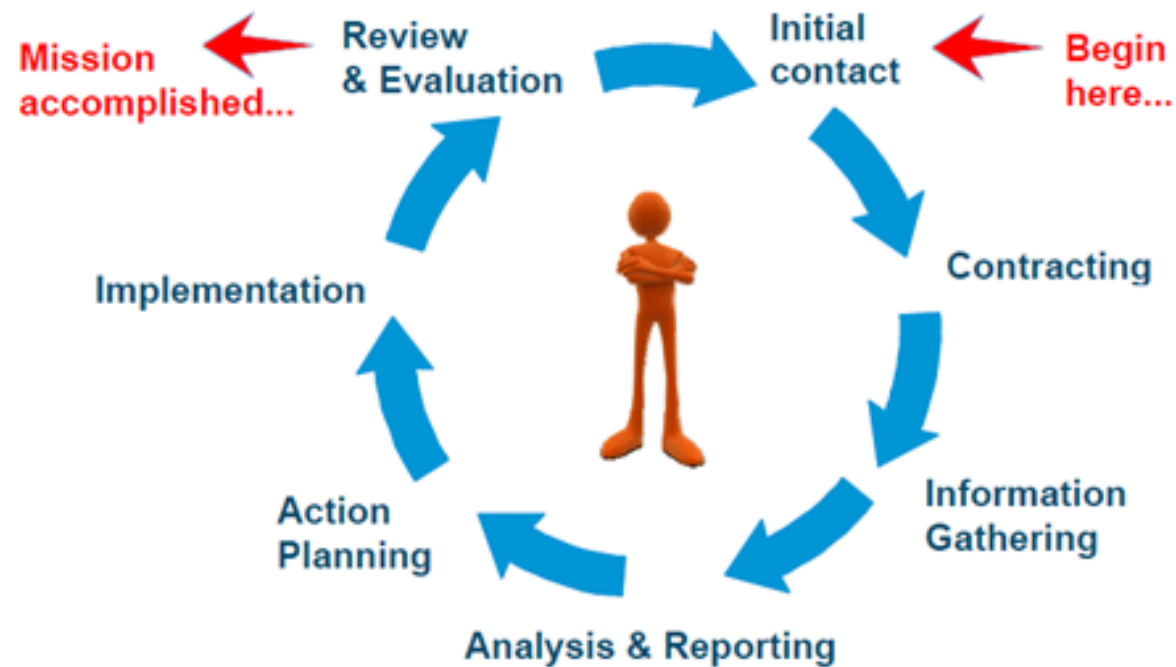 Mission
accomplished...
Review
& Evaluation
Initial
contact
Begin
here...
Contracting
Information
Gathering
Analysis & Reporting
Action
Planning
Implementation